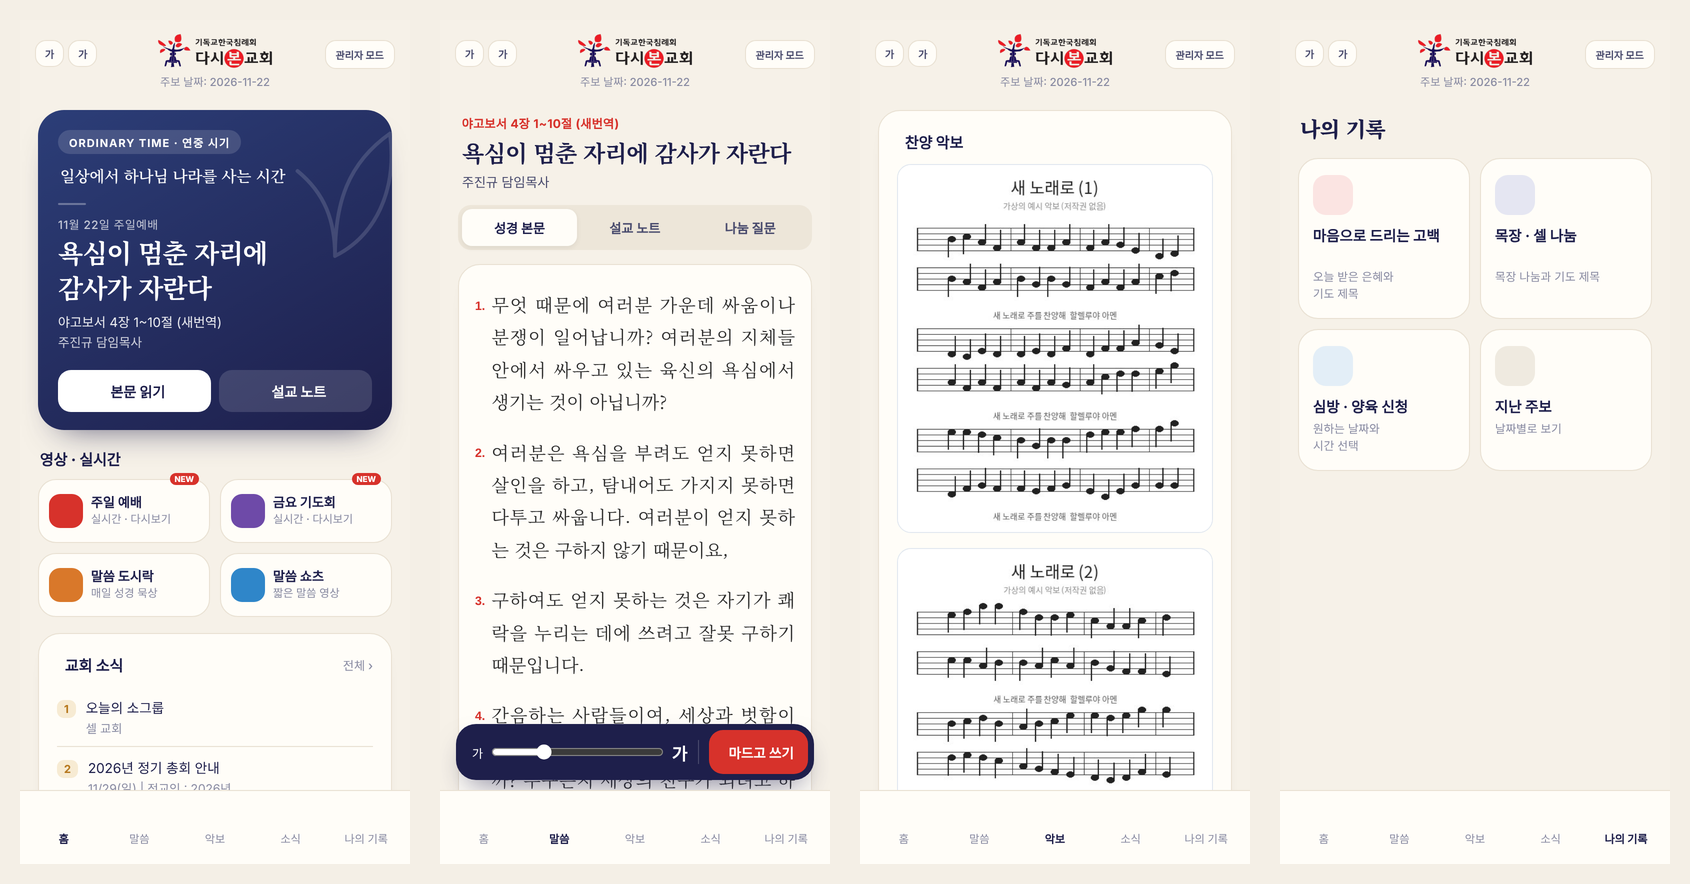 가 가
기독교한국침례회
다시본교회
관리자 모드
주보 날짜: 2026-11-22
ORDINARY TIME · 연중 시기
일상에서 하나님 나라를 사는 시간
11월 22일 주일예배
욕심이 멈춘 자리에
감사가 자란다
야고보서 4장 1~10절 (새번역)
주진규 담임목사
본문 읽기
설교 노트
영상 · 실시간
NEW
주일 예배
실시간 · 다시보기
NEW
금요 기도회
실시간 · 다시보기
말씀 도시락
매일 성경 묵상
말씀 쇼츠
짧은 말씀 영상
교회 소식
전체 ›
1 오늘의 소그룹
셀 교회
2 2026년 정기 총회 안내
11/29(일) | 정교인 : 2026년
홈 말씀 악보 소식 나의 기록
가 가
기독교한국침례회
다시본교회
관리자 모드
주보 날짜: 2026-11-22
야고보서 4장 1~10절 (새번역)
욕심이 멈춘 자리에 감사가 자란다
주진규 담임목사
성경 본문 설교 노트 나눔 질문
1. 무엇 때문에 여러분 가운데 싸움이나
분쟁이 일어납니까? 여러분의 지체들
안에서 싸우고 있는 육신의 욕심에서
생기는 것이 아닙니까?
2. 여러분은 욕심을 부려도 얻지 못하면
살인을 하고, 탐내어도 가지지 못하면
다투고 싸웁니다. 여러분이 얻지 못하
는 것은 구하지 않기 때문이요,
3. 구하여도 얻지 못하는 것은 자기가 쾌
락을 누리는 데에 쓰려고 잘못 구하기
때문입니다.
4. 간음하는 사람들이여, 세상과 벗함이
가 가 마드고 쓰기
홈 말씀 악보 소식 나의 기록
가 가
기독교한국침례회
다시본교회
관리자 모드
주보 날짜: 2026-11-22
찬양 악보
새 노래로 (1)
가상의 예시 악보 (저작권 없음)
새 노래로 주를 찬양해 할렐루야 아멘
새 노래로 주를 찬양해 할렐루야 아멘
새 노래로 주를 찬양해 할렐루야 아멘
새 노래로 (2)
가상의 예시 악보 (저작권 없음)
새 노래로 주를 찬양해 할렐루야 아멘
홈 말씀 악보 소식 나의 기록
가 가
기독교한국침례회
다시본교회
관리자 모드
주보 날짜: 2026-11-22
나의 기록
마음으로 드리는 고백
오늘 받은 은혜와
기도 제목
목장 · 셀 나눔
목장 나눔과 기도 제목
심방 · 양육 신청
원하는 날짜와
시간 선택
지난 주보
날짜별로 보기
홈 말씀 악보 소식 나의 기록